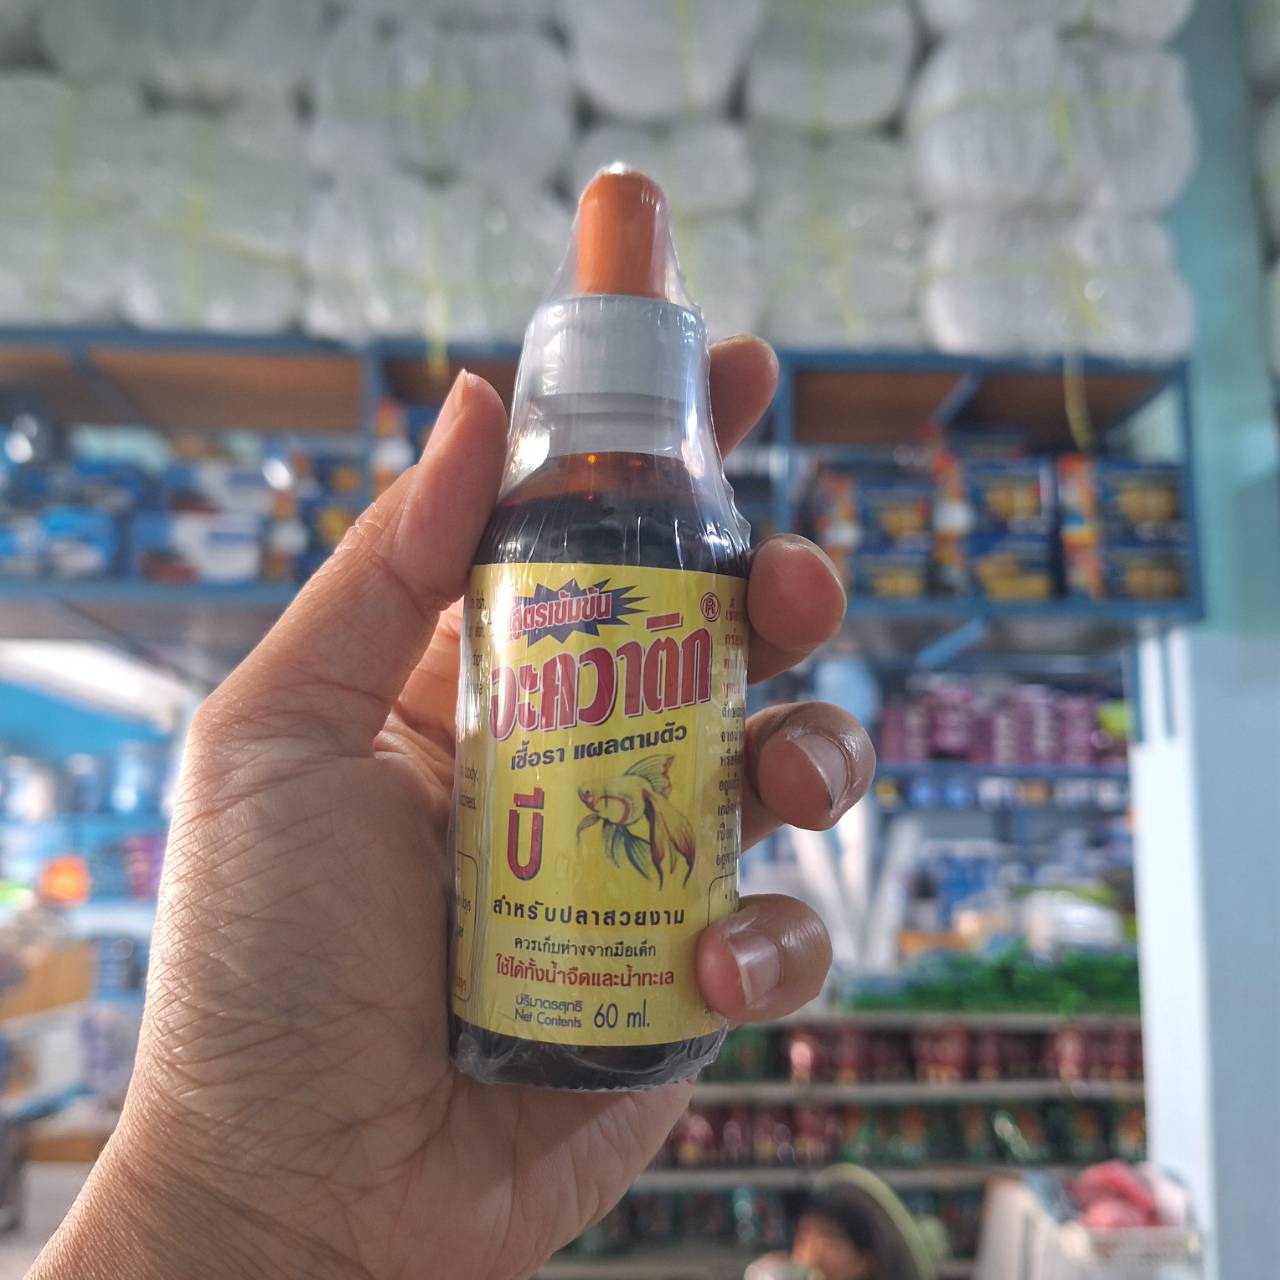 สูตรเข้มข้น
อะควาติก ®
เชื้อรา แผลตามตัว
บี
สำหรับปลาสวยงาม
ควรเก็บห่างจากมือเด็ก
ใช้ได้ทั้งน้ำจืดและน้ำทะเล
ปริมาตรสุทธิ
Net Contents 60 ml.